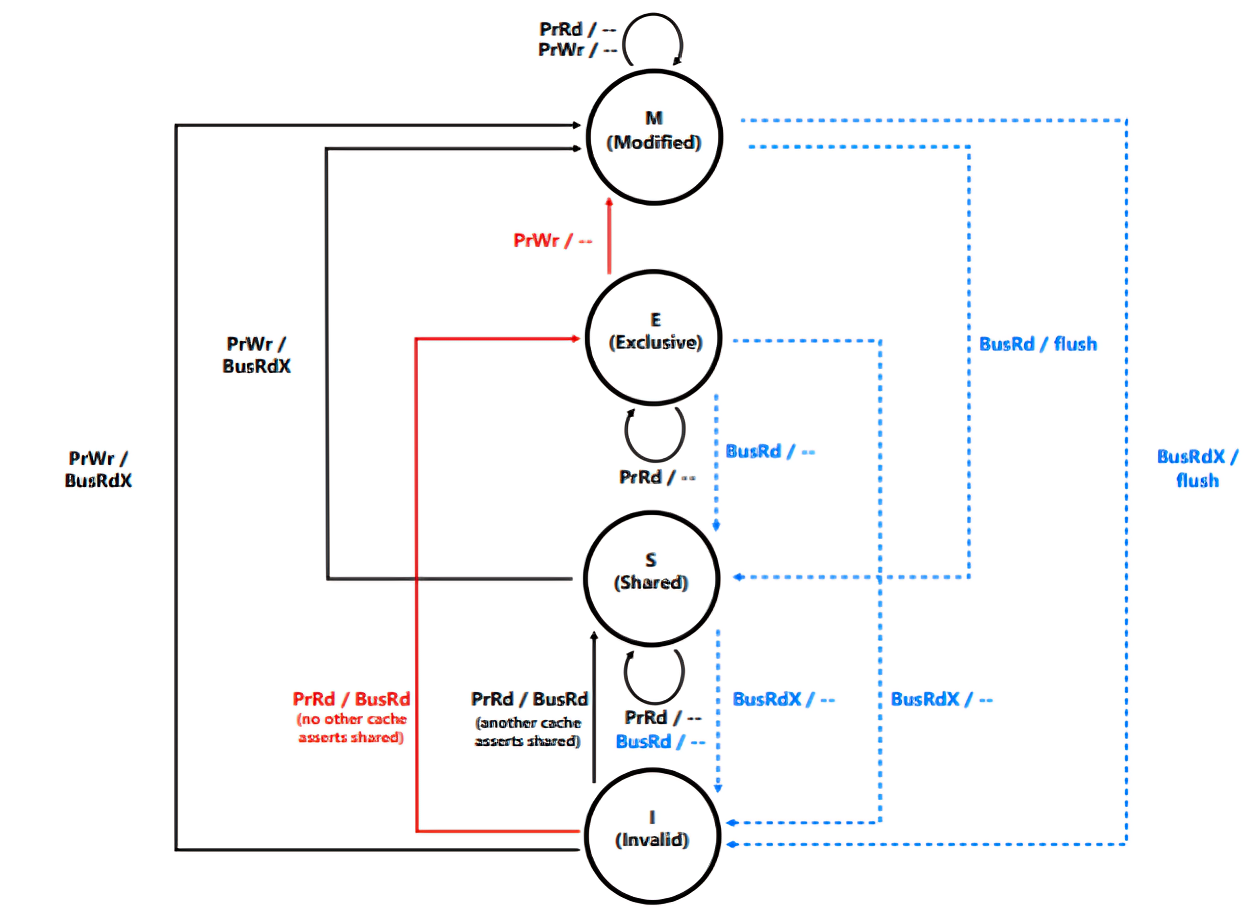 PrRd / --
PrWr / --
M
(Modified)
PrWr / --
E
(Exclusive)
PrWr /
BusRdX
BusRd / flush
BusRd / --
PrRd / --
PrWr /
BusRdX
BusRdX /
flush
S
(Shared)
PrRd / BusRd
(no other cache
asserts shared)
PrRd / BusRd
(another cache
asserts shared)
PrRd / --
BusRd / --
BusRdX / --
BusRdX / --
I
(Invalid)